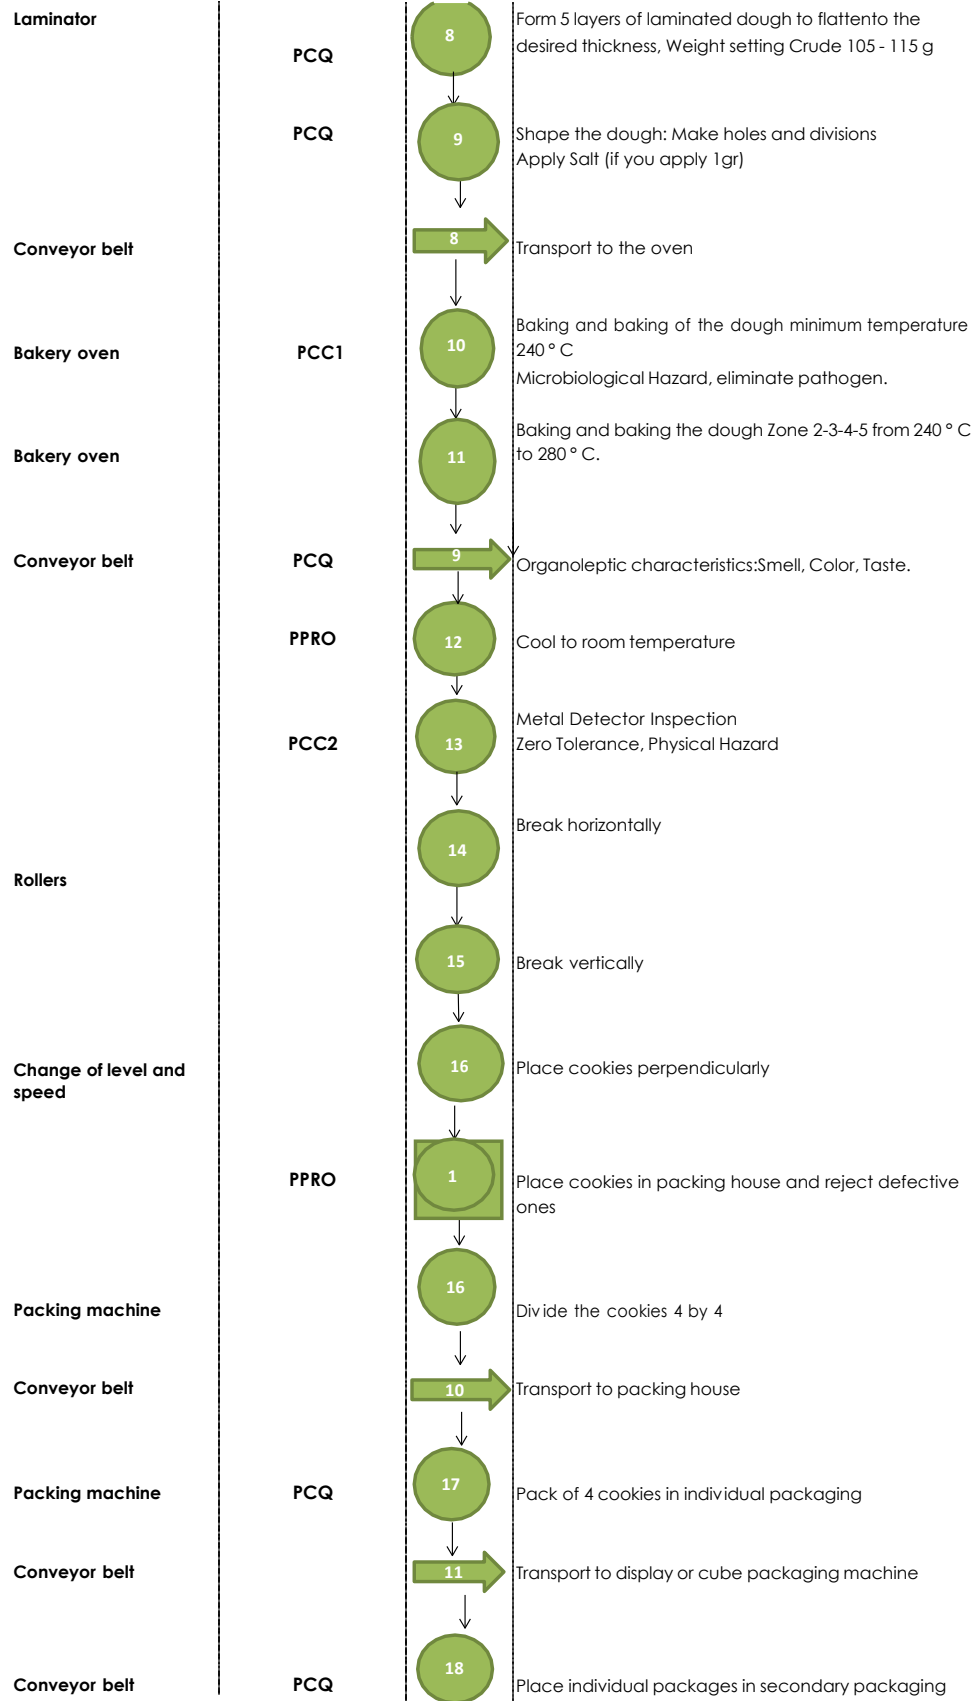 Laminator
PCQ
8
Form 5 layers of laminated dough to flattento the
desired thickness, Weight setting Crude 105 - 115 g
PCQ
9
Shape the dough: Make holes and divisions
Apply Salt (if you apply 1gr)
Conveyor belt
8
Transport to the oven
Bakery oven
PCC1
10
Baking and baking of the dough minimum temperature
240 ° C
Microbiological Hazard, eliminate pathogen.
Bakery oven
11
Baking and baking the dough Zone 2-3-4-5 from 240 ° C
to 280 ° C.
Conveyor belt
PCQ
9
Organoleptic characteristics:Smell, Color, Taste.
PPRO
12
Cool to room temperature
PCC2
13
Metal Detector Inspection
Zero Tolerance, Physical Hazard
14
Break horizontally
Rollers
15
Break vertically
Change of level and
speed
16
Place cookies perpendicularly
PPRO
1
Place cookies in packing house and reject defective
ones
Packing machine
16
Divide the cookies 4 by 4
Conveyor belt
10
Transport to packing house
Packing machine
PCQ
17
Pack of 4 cookies in individual packaging
Conveyor belt
11
Transport to display or cube packaging machine
Conveyor belt
PCQ
18
Place individual packages in secondary packaging